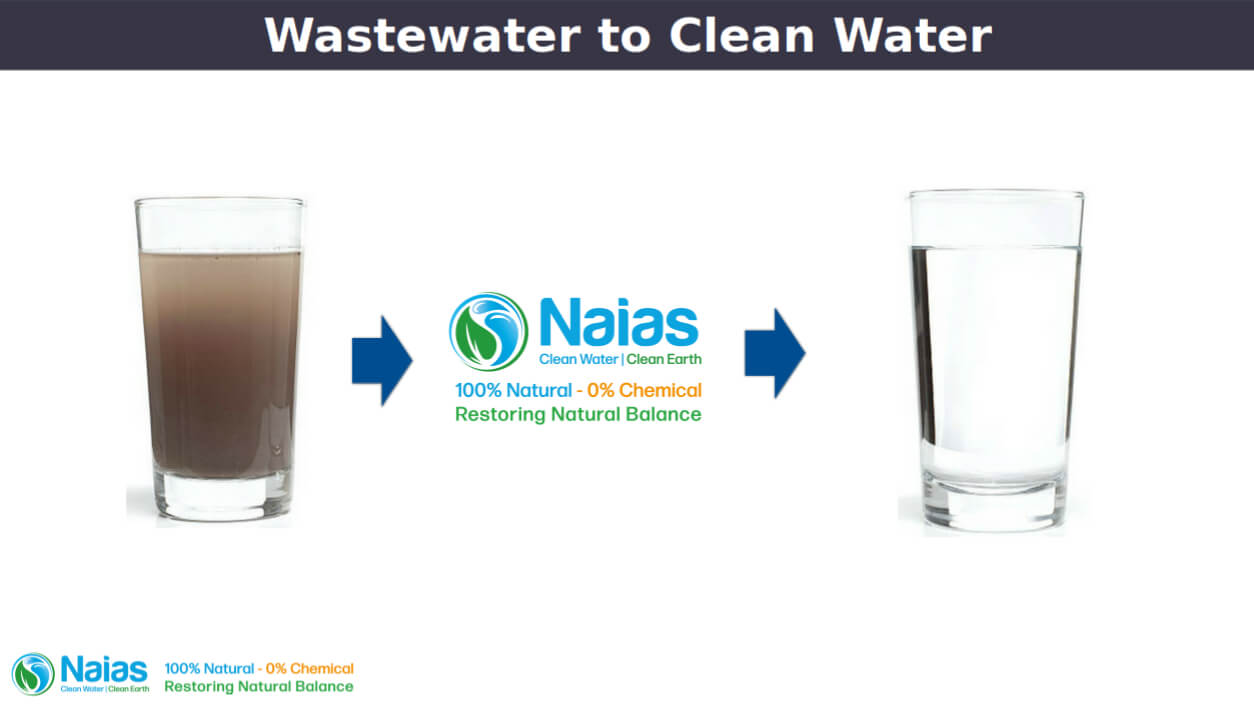 Wastewater to Clean Water
Naias
Clean Water | Clean Earth
100% Natural - 0% Chemical
Restoring Natural Balance
Naias
Clean Water | Clean Earth
100% Natural - 0% Chemical
Restoring Natural Balance